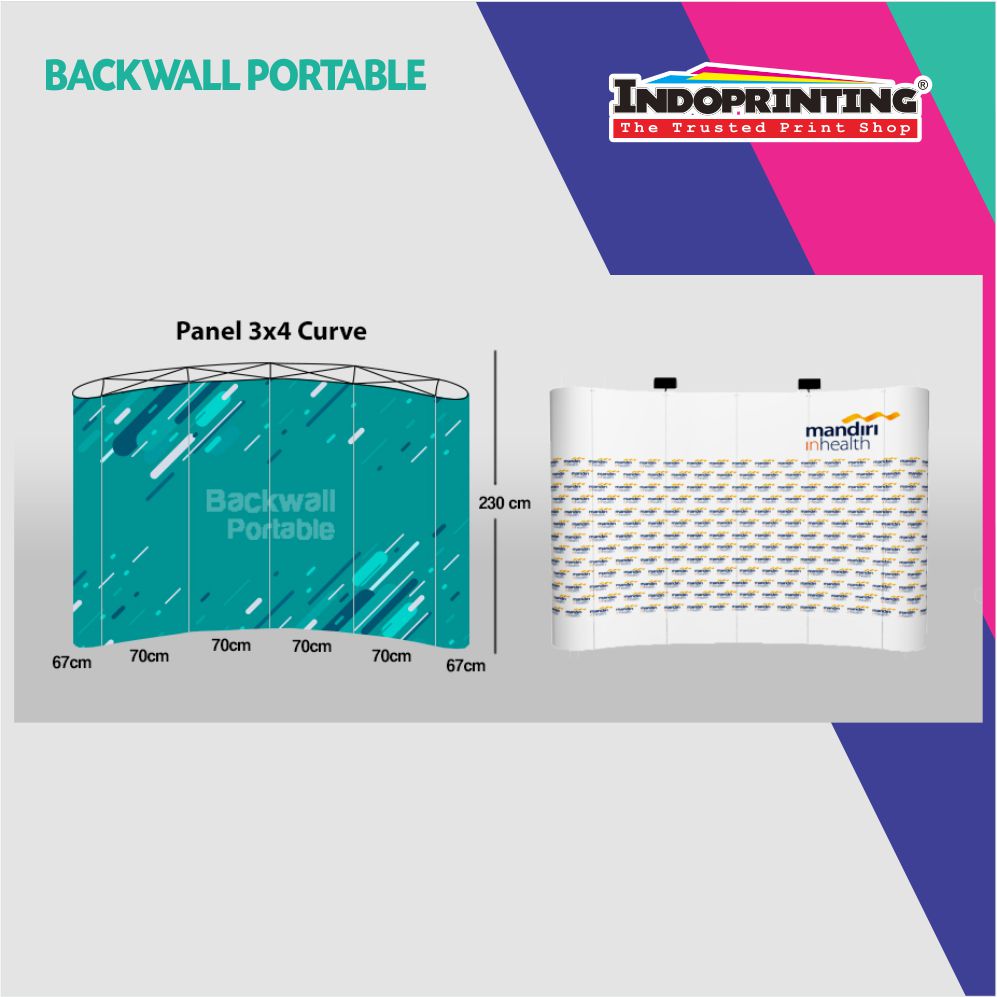 BACKWALL PORTABLE
INDOPRINTING®
The Trusted Print Shop
Panel 3x4 Curve
Backwall
Portable
230 cm
67cm
70cm
70cm
70cm
70cm
67cm
mandiri
inhealth